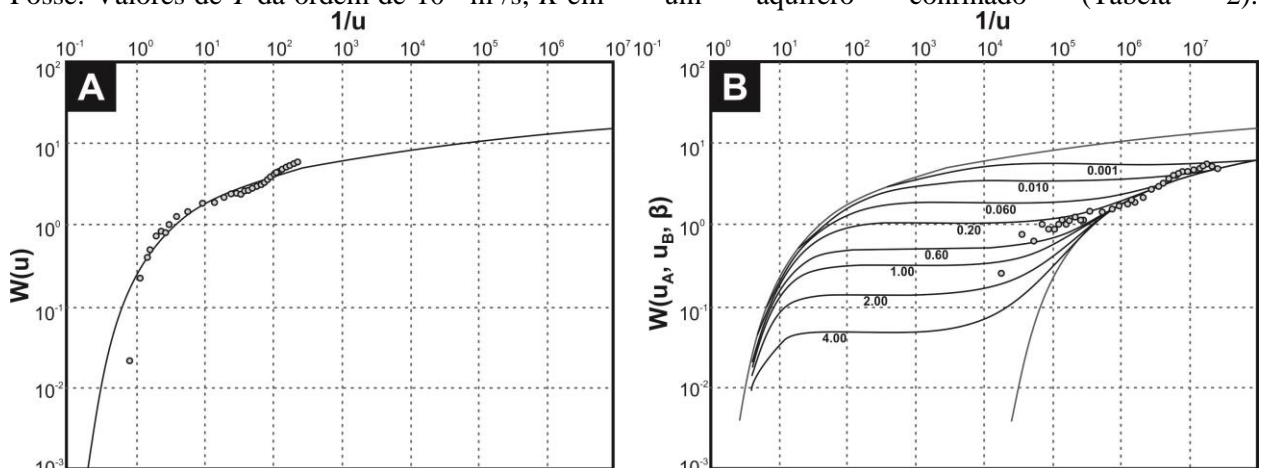 Posse. Valores de T da ordem de 10 m /s, K em um aquífero confinado (Tabela 2).
1/u 1/u
10⁻¹ 10⁰ 10¹ 10² 10³ 10⁴ 10⁵ 10⁶ 10⁷ 10⁻¹ 10⁰ 10¹ 10² 10³ 10⁴ 10⁵ 10⁶ 10⁷
A
W(u)
10²
10¹
10⁰
10⁻¹
10⁻²
10⁻³
B
W(u_A, u_B, β)
10²
10¹
10⁰
10⁻¹
10⁻²
10⁻³
0.001
0.010
0.060
0.20
0.60
1.00
2.00
4.00